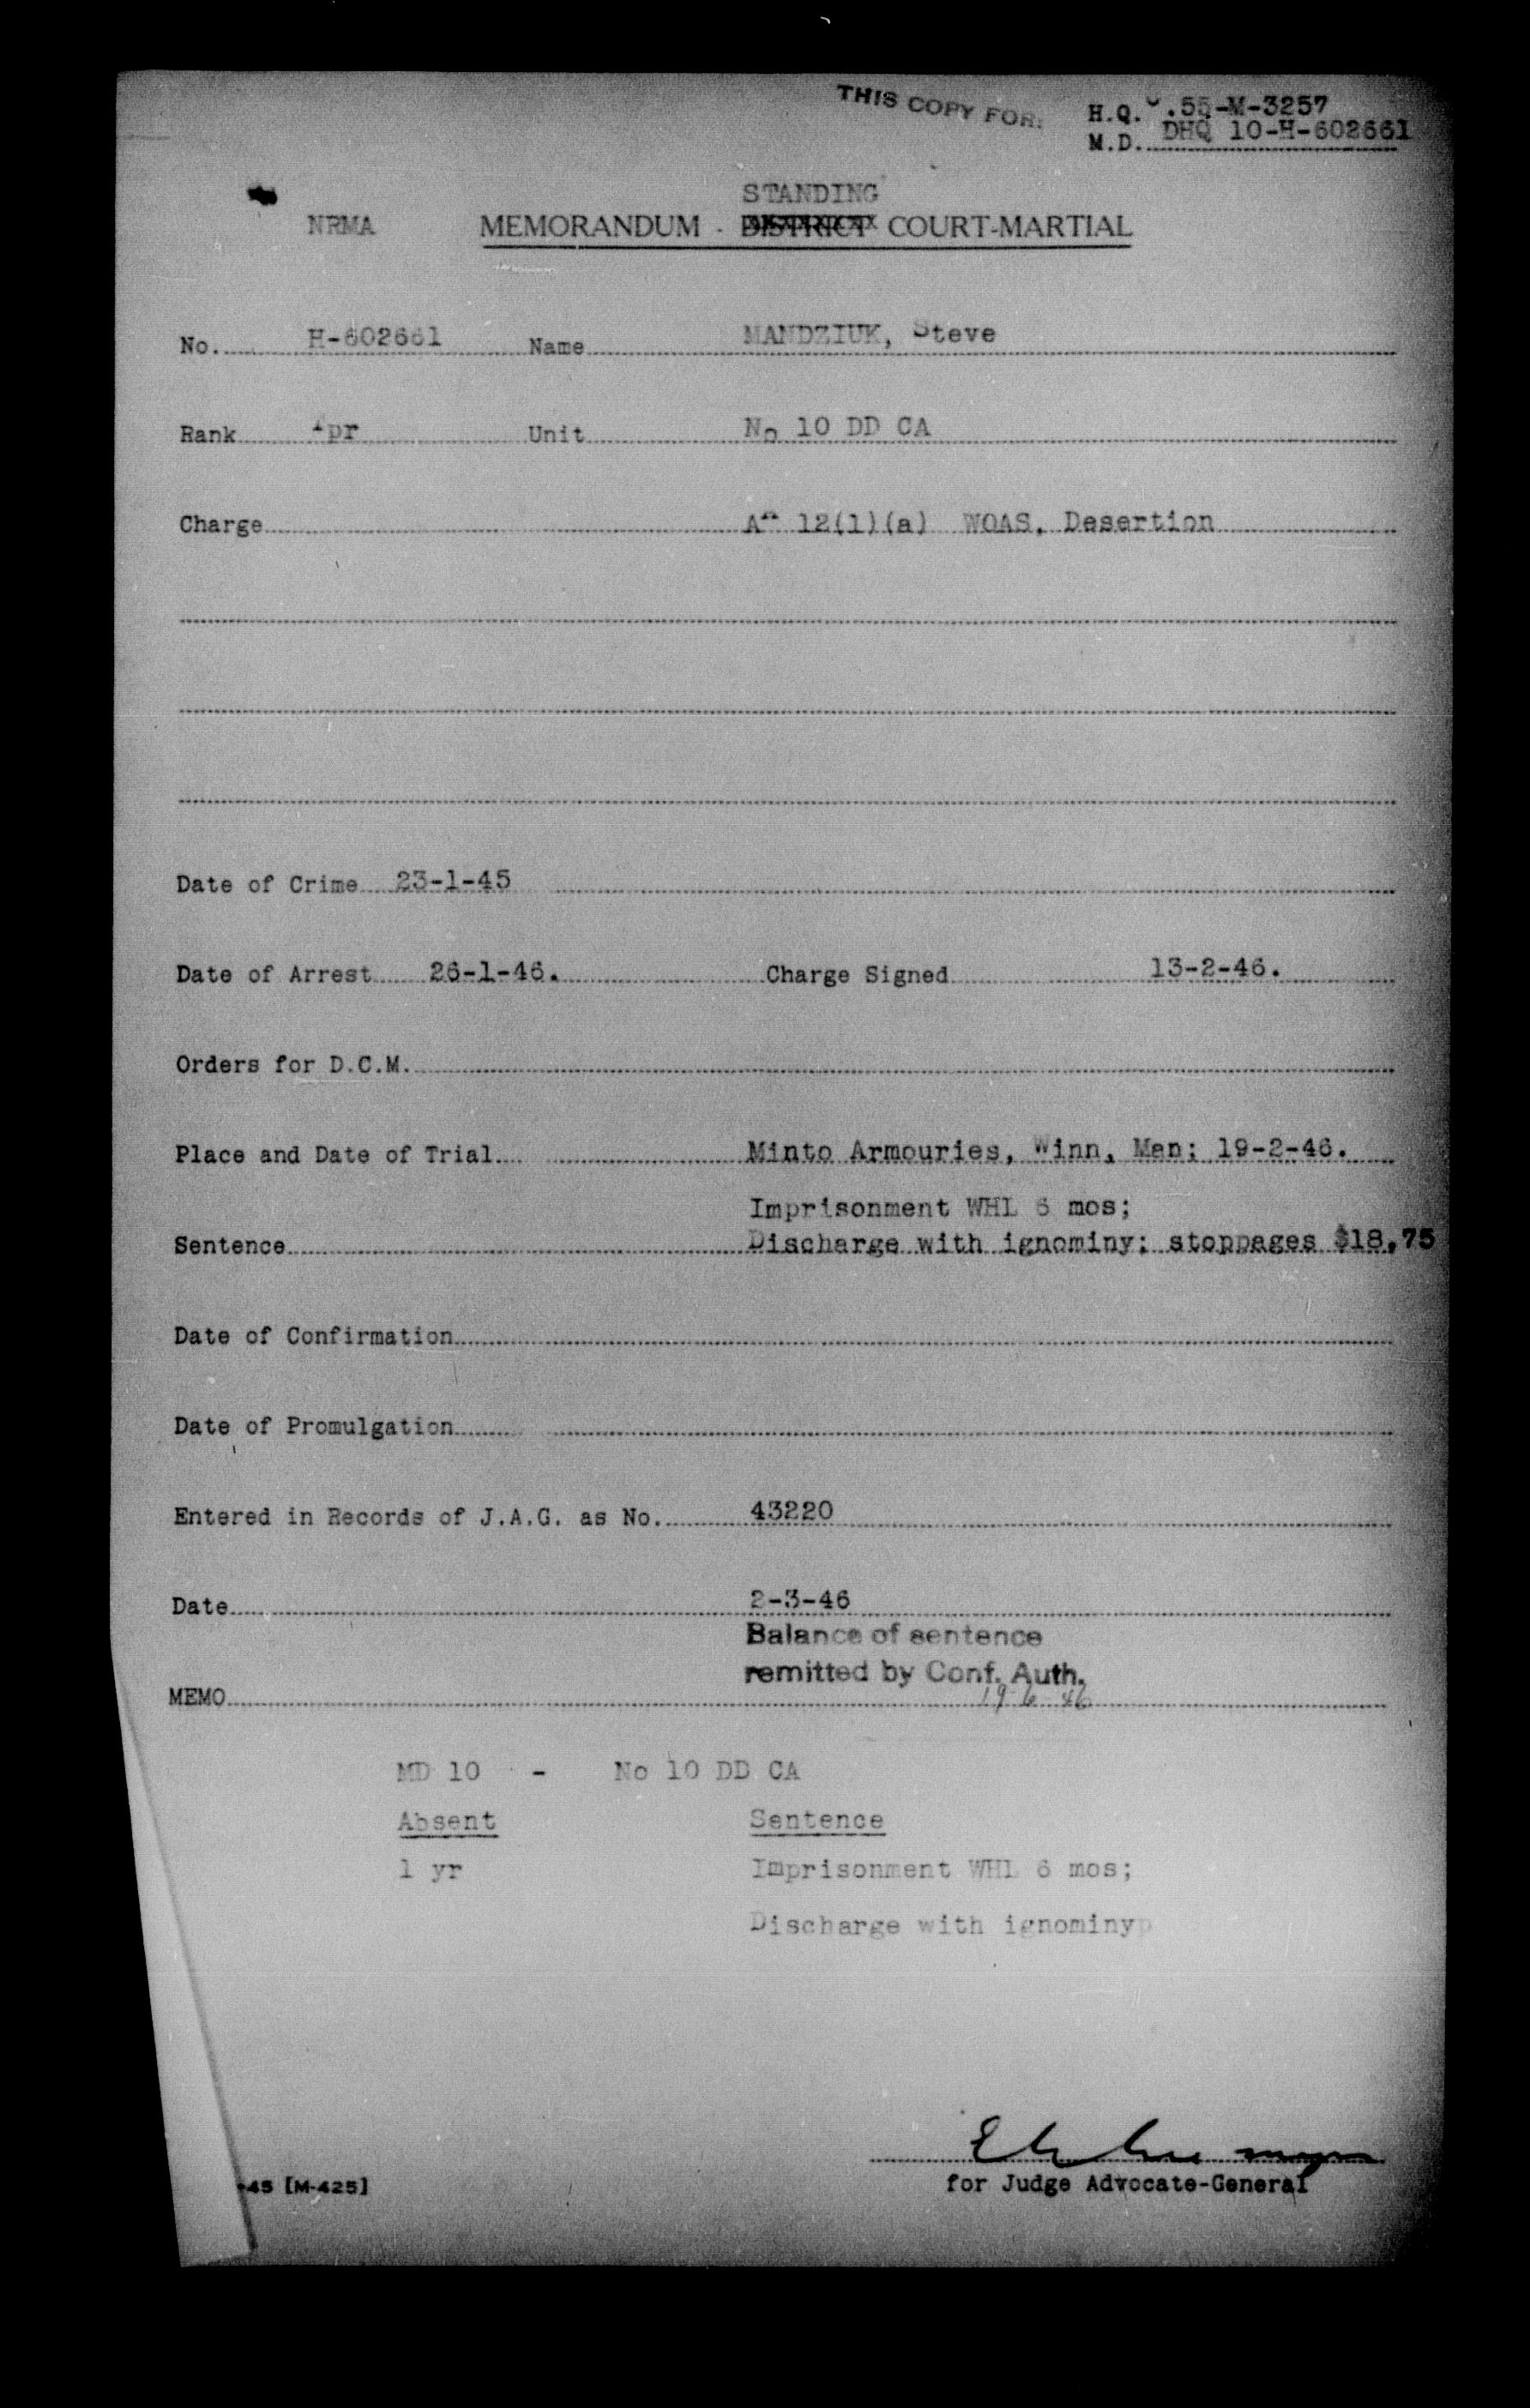 THIS COPY FOR:
H.Q. .55-M-3257
M.D. DHQ 10-H-602661
STANDING
NRMA MEMORANDUM - DISTRICT COURT-MARTIAL
No. H-602661 Name MANDZIUK, Steve
Rank pr Unit No 10 DD CA
Charge AA 12(1)(a) WOAS, Desertion
Date of Crime 23-1-45
Date of Arrest 26-1-46. Charge Signed 13-2-46.
Orders for D.C.M.
Place and Date of Trial Minto Armouries, Winn, Man; 19-2-46.
Imprisonment WHL 6 mos;
Sentence Discharge with ignominy; stoppages $18.75
Date of Confirmation
Date of Promulgation
Entered in Records of J.A.G. as No. 43220
Date 2-3-46
Balance of sentence
remitted by Conf. Auth.
MEMO 19-6-46
MD 10 - No 10 DD CA
Absent Sentence
1 yr Imprisonment WHL 6 mos;
Discharge with ignominy
for Judge Advocate-General
-45 [M-425]